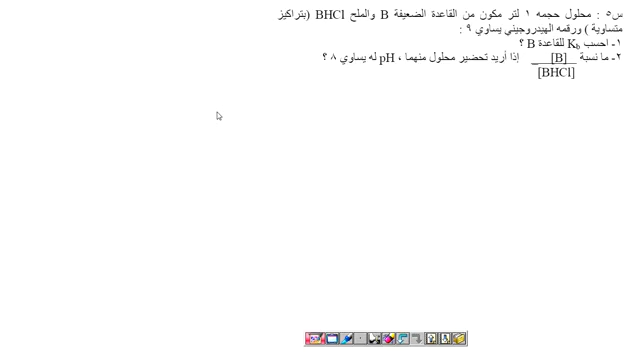 س٥ : محلول حجمه ١ لتر مكون من القاعدة الضعيفة B والملح BHCl (بتراكيز
متساوية ) ورقمه الهيدروجيني يساوي ٩ :
١- احسب Kb للقاعدة B ؟
٢- ما نسبة [B] إذا أريد تحضير محلول منهما ، pH له يساوي ٨ ؟
[BHCl]